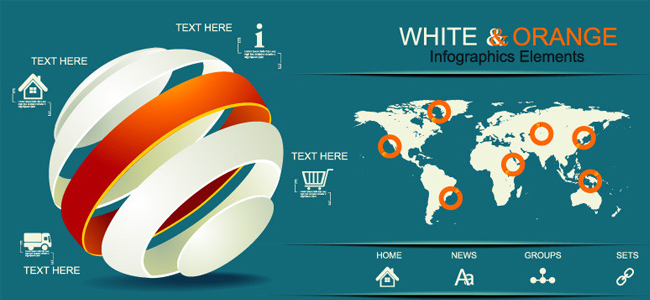 WHITE & ORANGE
Infographics Elements
TEXT HERE
TEXT HERE
TEXT HERE
TEXT HERE
HOME
NEWS
GROUPS
SETS
Aa